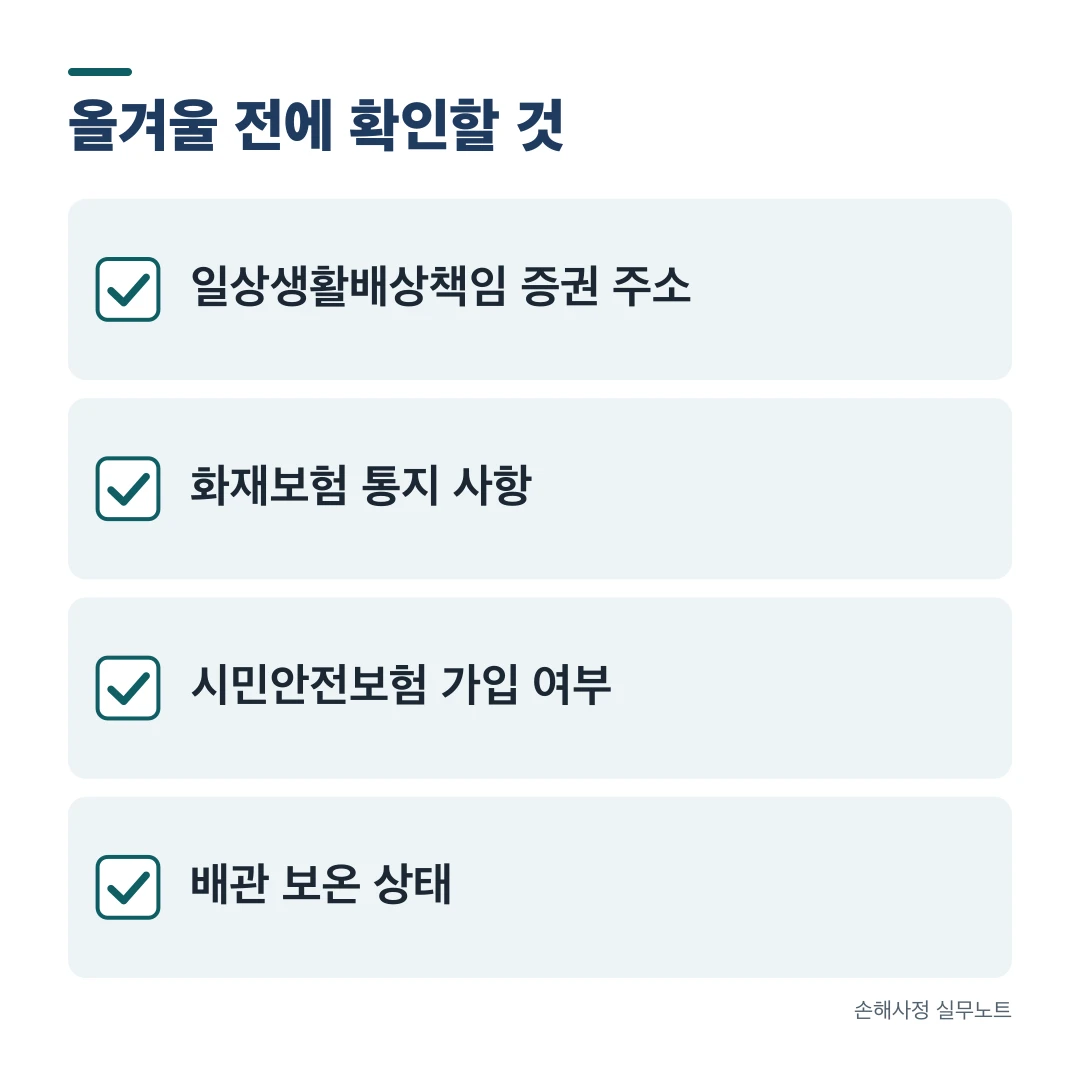 올겨울 전에 확인할 것
일상생활배상책임 증권 주소
화재보험 통지 사항
시민안전보험 가입 여부
배관 보온 상태
손해사정 실무노트